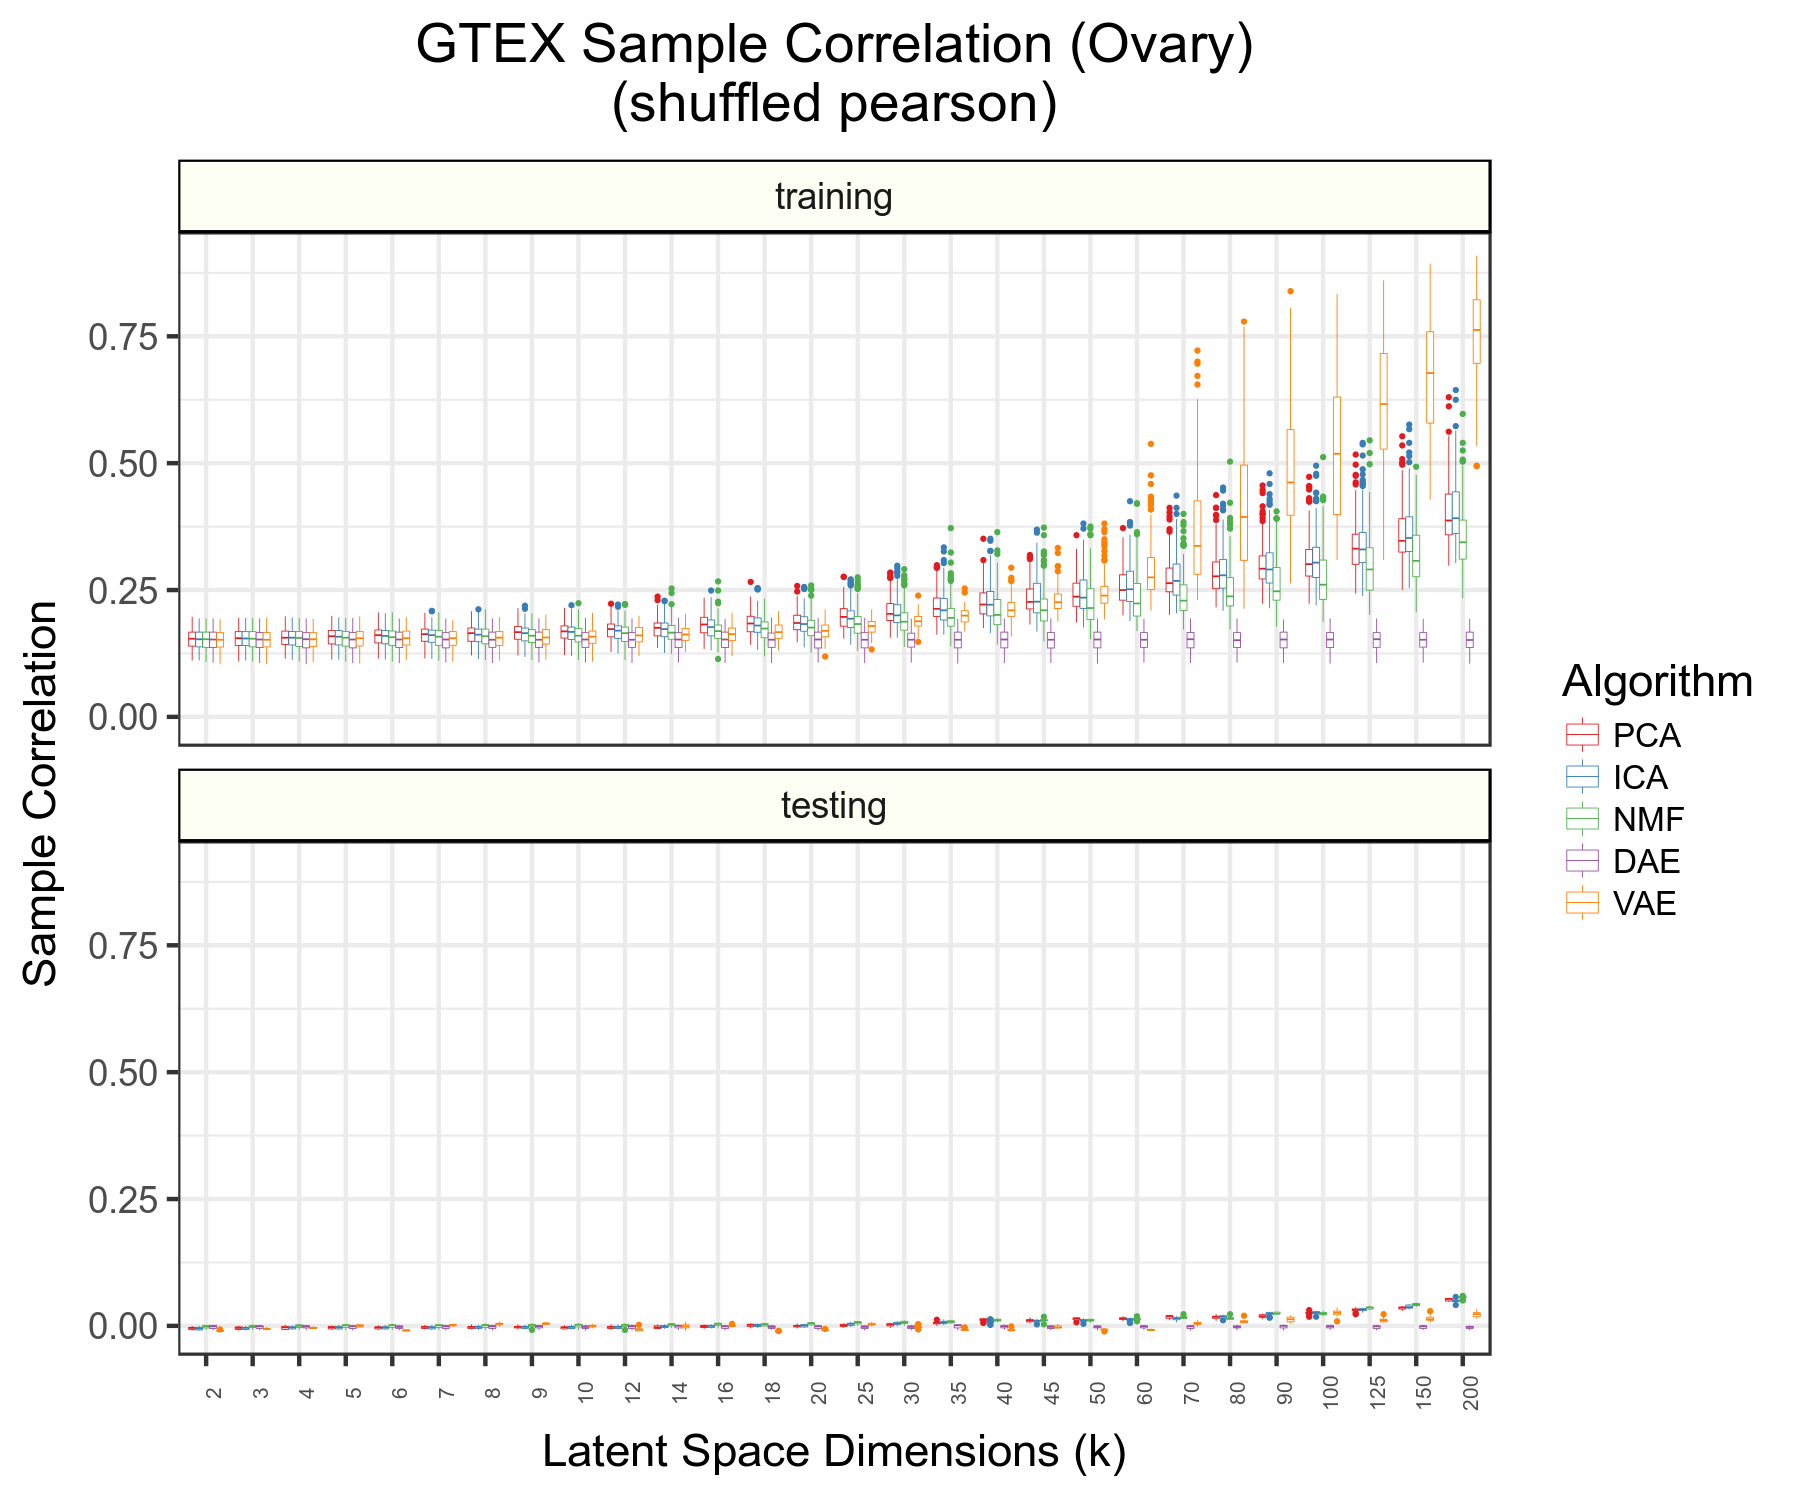 GTEX Sample Correlation (Ovary)
(shuffled pearson)
training
0.75
0.50
0.25
0.00
testing
0.75
0.50
0.25
0.00
2 3 4 5 6 7 8 9 10 12 14 16 18 20 25 30 35 40 45 50 60 70 80 90 100 125 150 200
Latent Space Dimensions (k)
Sample Correlation
Algorithm
PCA
ICA
NMF
DAE
VAE